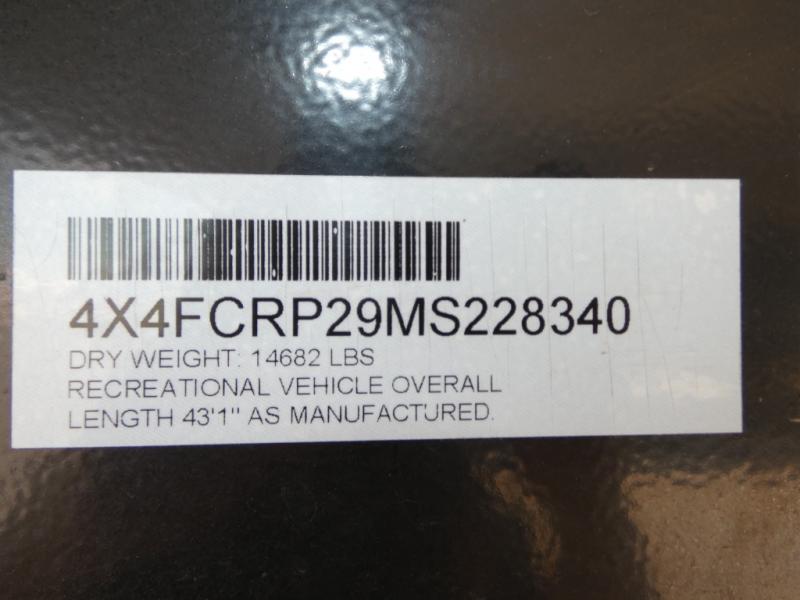 4X4FCRP29MS228340
DRY WEIGHT: 14682 LBS
RECREATIONAL VEHICLE OVERALL
LENGTH 43'1" AS MANUFACTURED.